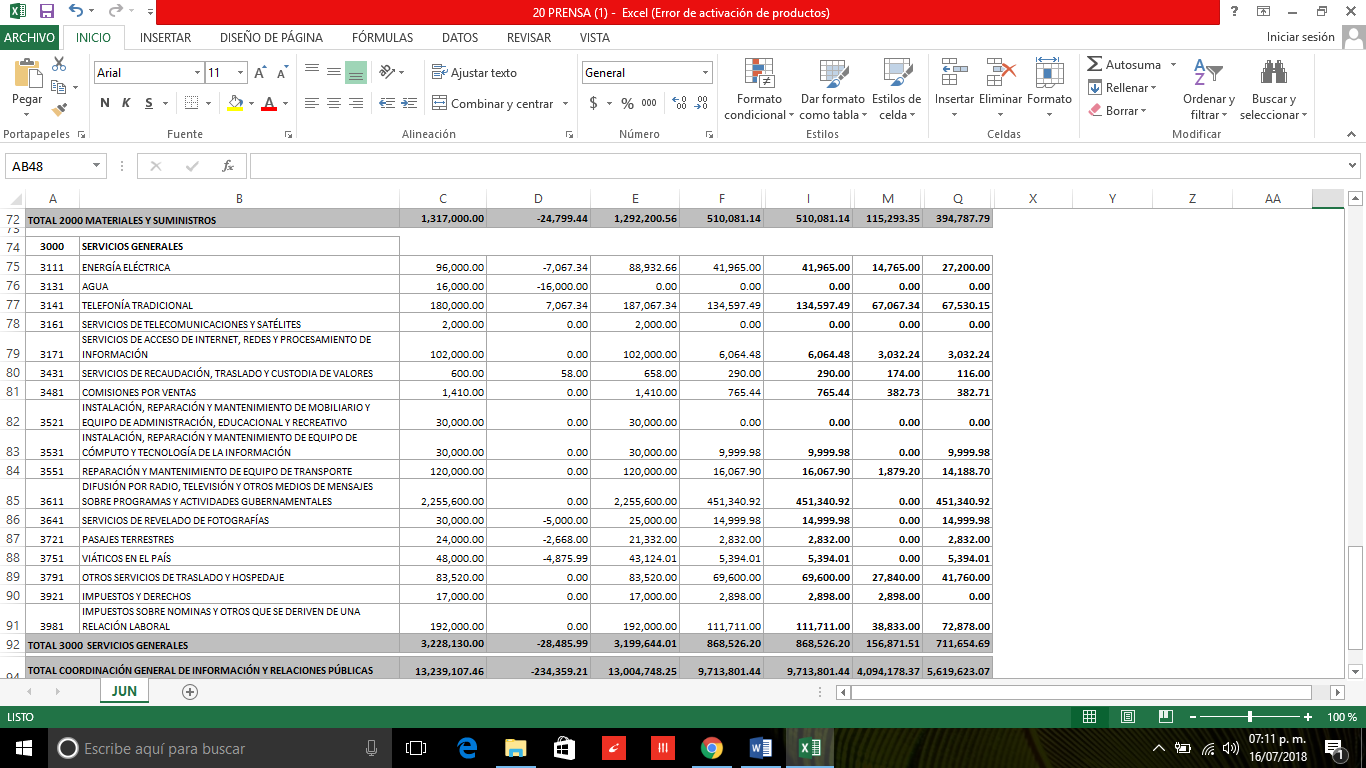 20 PRENSA (1) -  Excel (Error de activación de productos)
ARCHIVO INICIO INSERTAR DISEÑO DE PÁGINA FÓRMULAS DATOS REVISAR VISTA Iniciar sesión
Arial 11 Ajustar texto General Autosuma
Pegar Formato Dar formato Estilos de Insertar Eliminar Formato Rellenar Ordenar y Buscar y
N K S Combinar y centrar $ % 000 condicional como tabla celda Borrar filtrar seleccionar
Portapapeles Fuente Alineación Número Estilos Celdas Modificar
AB48 fx
A B C D E F I M Q X Y Z AA
72 TOTAL 2000 MATERIALES Y SUMINISTROS 1,317,000.00 -24,799.44 1,292,200.56 510,081.14 510,081.14 115,293.35 394,787.79
73
74 3000 SERVICIOS GENERALES
75 3111 ENERGÍA ELÉCTRICA 96,000.00 -7,067.34 88,932.66 41,965.00 41,965.00 14,765.00 27,200.00
76 3131 AGUA 16,000.00 -16,000.00 0.00 0.00 0.00 0.00 0.00
77 3141 TELEFONÍA TRADICIONAL 180,000.00 7,067.34 187,067.34 134,597.49 134,597.49 67,067.34 67,530.15
78 3161 SERVICIOS DE TELECOMUNICACIONES Y SATÉLITES 2,000.00 0.00 2,000.00 0.00 0.00 0.00 0.00
SERVICIOS DE ACCESO DE INTERNET, REDES Y PROCESAMIENTO DE
79 3171 INFORMACIÓN 102,000.00 0.00 102,000.00 6,064.48 6,064.48 3,032.24 3,032.24
80 3431 SERVICIOS DE RECAUDACIÓN, TRASLADO Y CUSTODIA DE VALORES 600.00 58.00 658.00 290.00 290.00 174.00 116.00
81 3481 COMISIONES POR VENTAS 1,410.00 0.00 1,410.00 765.44 765.44 382.73 382.71
INSTALACIÓN, REPARACIÓN Y MANTENIMIENTO DE MOBILIARIO Y
82 3521 EQUIPO DE ADMINISTRACIÓN, EDUCACIONAL Y RECREATIVO 30,000.00 0.00 30,000.00 0.00 0.00 0.00 0.00
INSTALACIÓN, REPARACIÓN Y MANTENIMIENTO DE EQUIPO DE
83 3531 CÓMPUTO Y TECNOLOGÍA DE LA INFORMACIÓN 30,000.00 0.00 30,000.00 9,999.98 9,999.98 0.00 9,999.98
84 3551 REPARACIÓN Y MANTENIMIENTO DE EQUIPO DE TRANSPORTE 120,000.00 0.00 120,000.00 16,067.90 16,067.90 1,879.20 14,188.70
DIFUSIÓN POR RADIO, TELEVISIÓN Y OTROS MEDIOS DE MENSAJES
85 3611 SOBRE PROGRAMAS Y ACTIVIDADES GUBERNAMENTALES 2,255,600.00 0.00 2,255,600.00 451,340.92 451,340.92 0.00 451,340.92
86 3641 SERVICIOS DE REVELADO DE FOTOGRAFÍAS 30,000.00 -5,000.00 25,000.00 14,999.98 14,999.98 0.00 14,999.98
87 3721 PASAJES TERRESTRES 24,000.00 -2,668.00 21,332.00 2,832.00 2,832.00 0.00 2,832.00
88 3751 VIÁTICOS EN EL PAÍS 48,000.00 -4,875.99 43,124.01 5,394.01 5,394.01 0.00 5,394.01
89 3791 OTROS SERVICIOS DE TRASLADO Y HOSPEDAJE 83,520.00 0.00 83,520.00 69,600.00 69,600.00 27,840.00 41,760.00
90 3921 IMPUESTOS Y DERECHOS 17,000.00 0.00 17,000.00 2,898.00 2,898.00 2,898.00 0.00
IMPUESTOS SOBRE NOMINAS Y OTROS QUE SE DERIVEN DE UNA
91 3981 RELACIÓN LABORAL 192,000.00 0.00 192,000.00 111,711.00 111,711.00 38,833.00 72,878.00
92 TOTAL 3000  SERVICIOS GENERALES 3,228,130.00 -28,485.99 3,199,644.01 868,526.20 868,526.20 156,871.51 711,654.69
94 TOTAL COORDINACIÓN GENERAL DE INFORMACIÓN Y RELACIONES PÚBLICAS 13,239,107.46 -234,359.21 13,004,748.25 9,713,801.44 9,713,801.44 4,094,178.37 5,619,623.07
JUN
LISTO 100 %
Escribe aquí para buscar 07:11 p. m.
16/07/2018